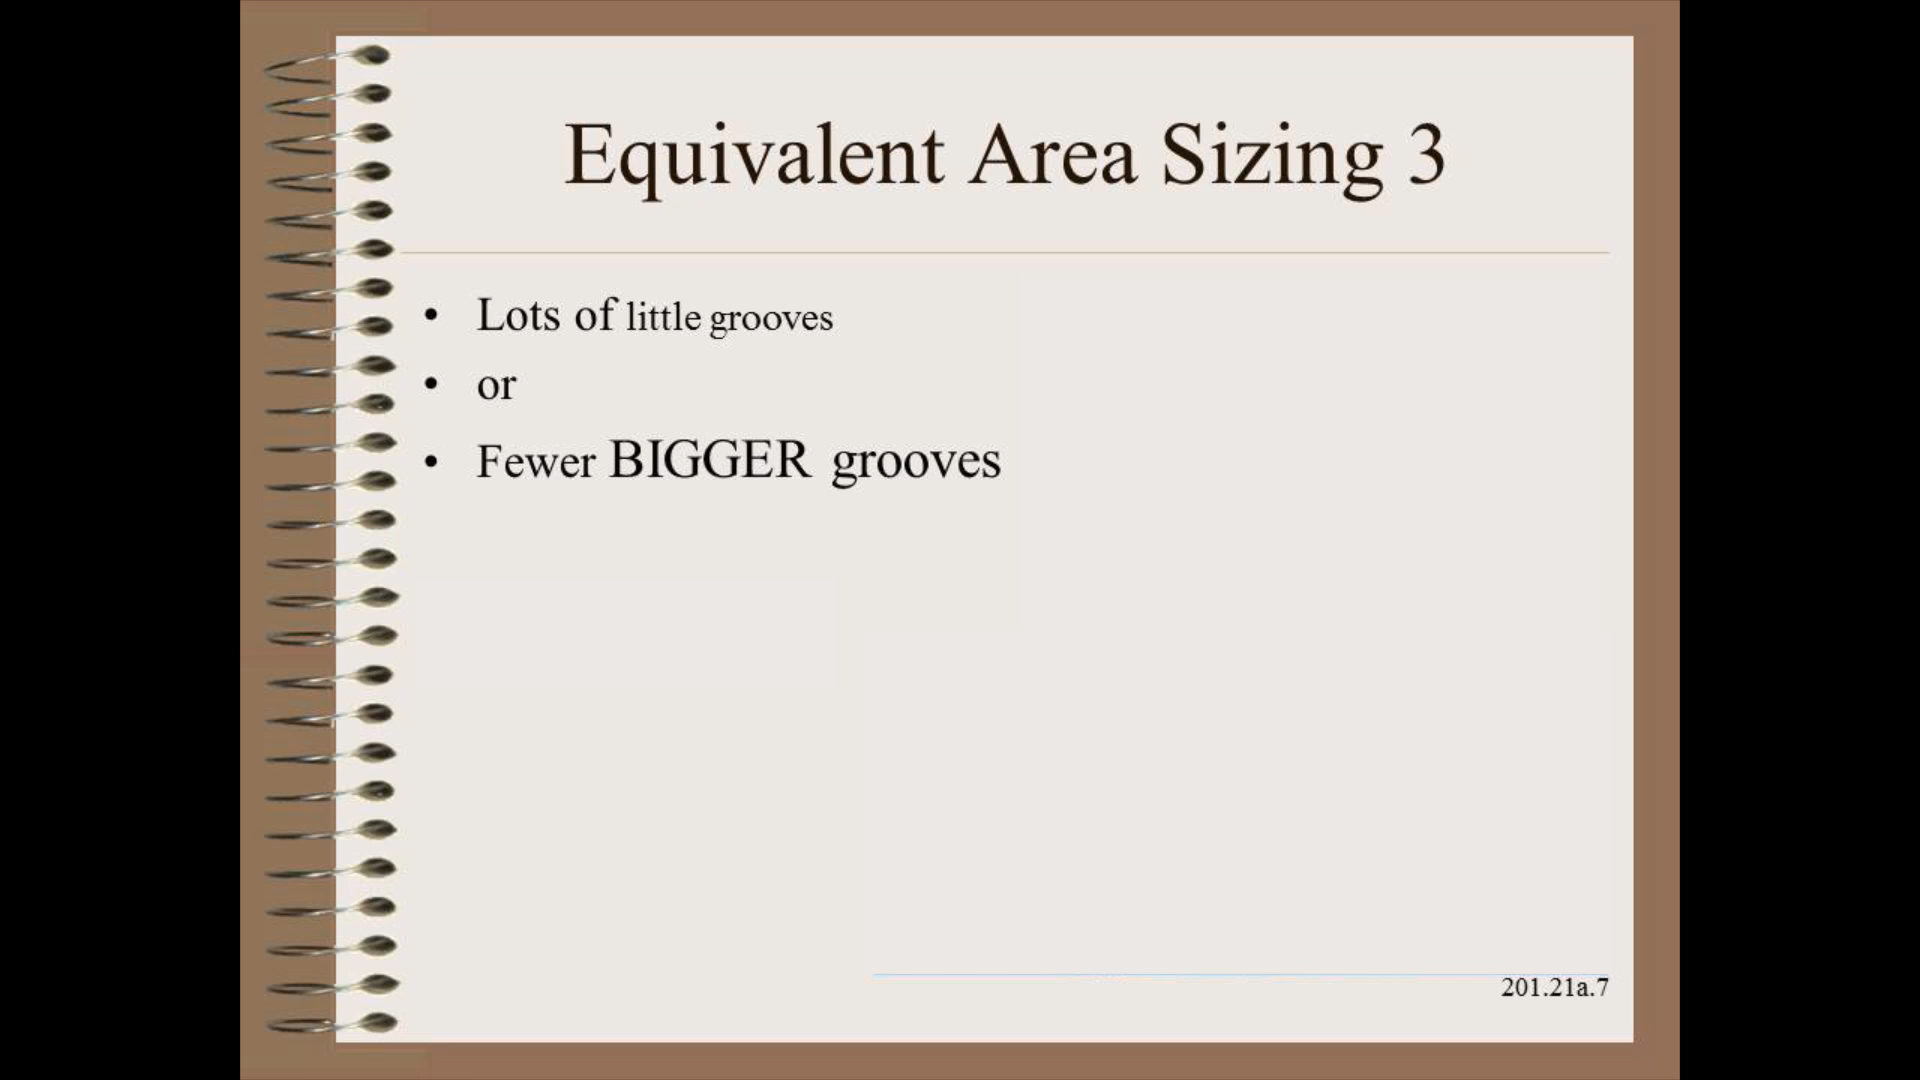 Equivalent Area Sizing 3
• Lots of little grooves
• or
• Fewer BIGGER grooves
201.21a.7